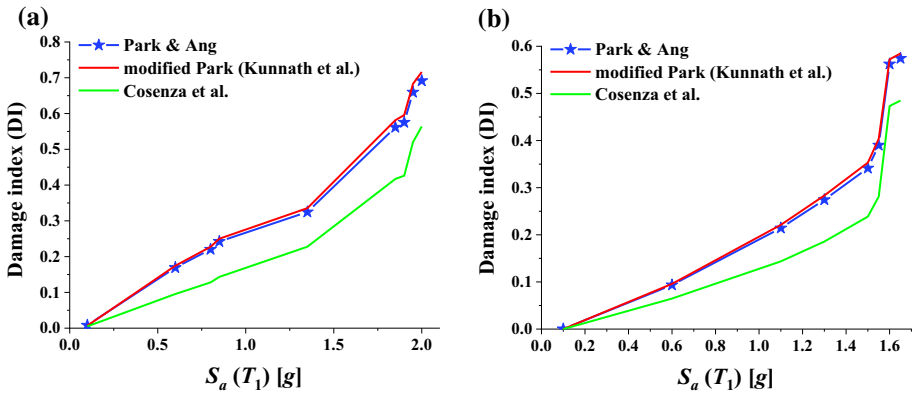 (a)
Park & Ang
modified Park (Kunnath et al.)
Cosenza et al.
Damage index (DI)
0.8
0.7
0.6
0.5
0.4
0.3
0.2
0.1
0.0
0.0 0.5 1.0 1.5 2.0
Sa (T1) [g]
(b)
Park & Ang
modified Park (Kunnath et al.)
Cosenza et al.
Damage index (DI)
0.6
0.5
0.4
0.3
0.2
0.1
0.0
0.0 0.2 0.4 0.6 0.8 1.0 1.2 1.4 1.6
Sa (T1) [g]